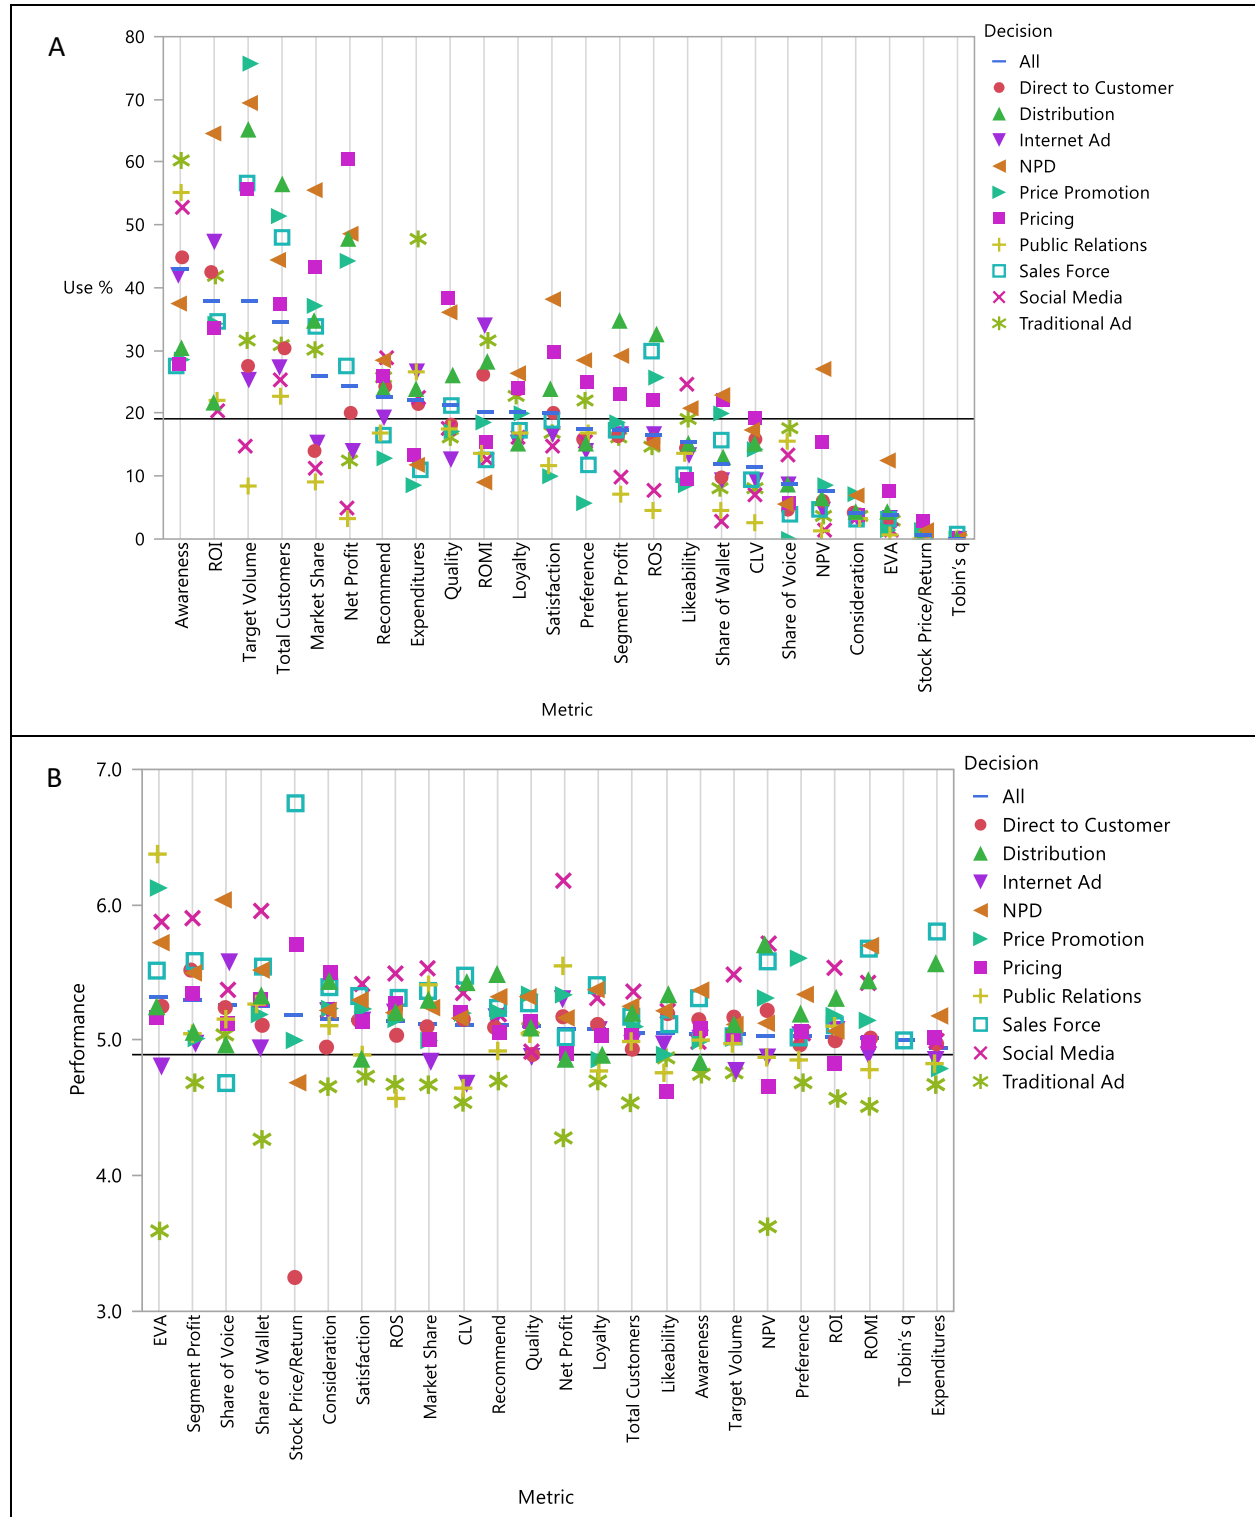 A
80
70
60
50
40
30
20
10
0
Use %
Awareness
ROI
Target Volume
Total Customers
Market Share
Net Profit
Recommend
Expenditures
Quality
ROMI
Loyalty
Satisfaction
Preference
Segment Profit
ROS
Likeability
Share of Wallet
CLV
Share of Voice
NPV
Consideration
EVA
Stock Price/Return
Tobin's q
Metric
Decision
All
Direct to Customer
Distribution
Internet Ad
NPD
Price Promotion
Pricing
Public Relations
Sales Force
Social Media
Traditional Ad
B
7.0
6.0
5.0
4.0
3.0
Performance
EVA
Segment Profit
Share of Voice
Share of Wallet
Stock Price/Return
Consideration
Satisfaction
ROS
Market Share
CLV
Recommend
Quality
Net Profit
Loyalty
Total Customers
Likeability
Awareness
Target Volume
NPV
Preference
ROI
ROMI
Tobin's q
Expenditures
Metric
Decision
All
Direct to Customer
Distribution
Internet Ad
NPD
Price Promotion
Pricing
Public Relations
Sales Force
Social Media
Traditional Ad